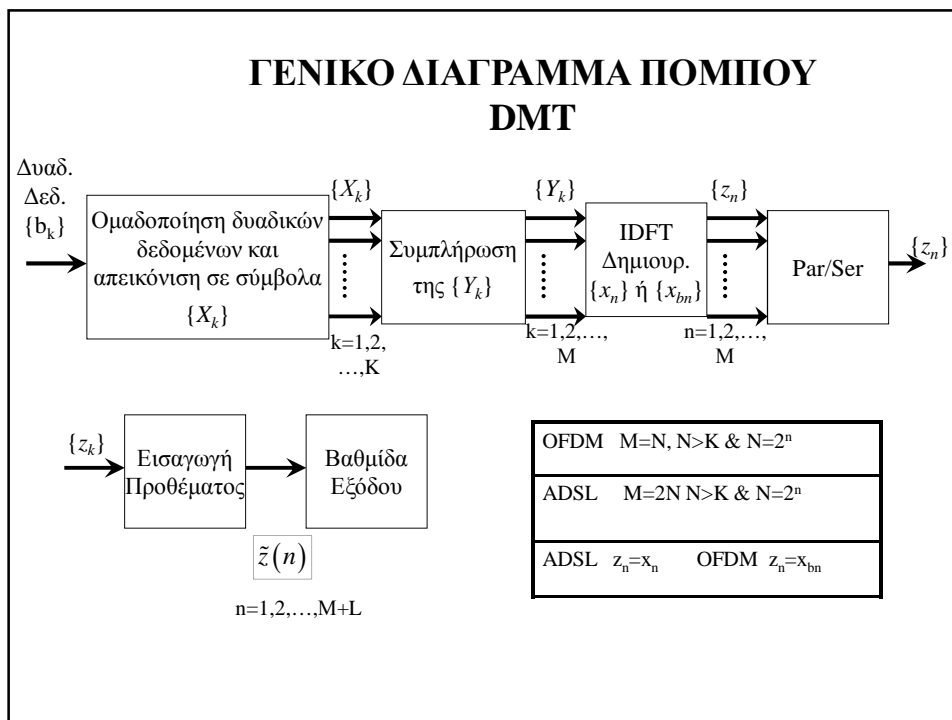 ΓΕΝΙΚΟ ΔΙΑΓΡΑΜΜΑ ΠΟΜΠΟΥ
DMT
Δυαδ.
Δεδ.
{b_k}
Ομαδοποίηση δυαδικών
δεδομένων και
απεικόνιση σε σύμβολα
{X_k}
{X_k}
k=1,2,
…,K
Συμπλήρωση
της {Y_k}
{Y_k}
k=1,2,…,
M
IDFT
Δημιουρ.
{x_n} ή {x_bn}
{z_n}
n=1,2,…,
M
Par/Ser
{z_n}
{z_k}
Εισαγωγή
Προθέματος
z̃(n)
n=1,2,…,M+L
Βαθμίδα
Εξόδου
OFDM M=N, N>K & N=2ⁿ
ADSL M=2N N>K & N=2ⁿ
ADSL z_n=x_n OFDM z_n=x_bn